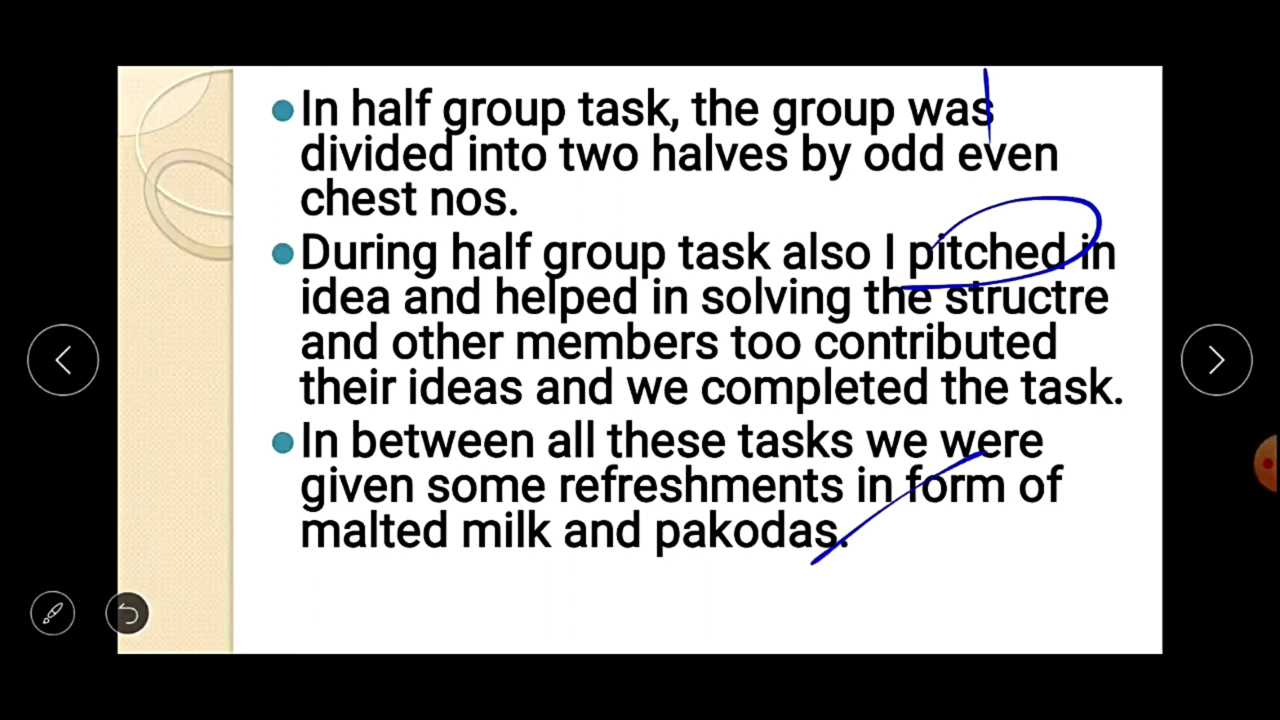 In half group task, the group was
divided into two halves by odd even
chest nos.
During half group task also I pitched in
idea and helped in solving the structre
and other members too contributed
their ideas and we completed the task.
In between all these tasks we were
given some refreshments in form of
malted milk and pakodas.